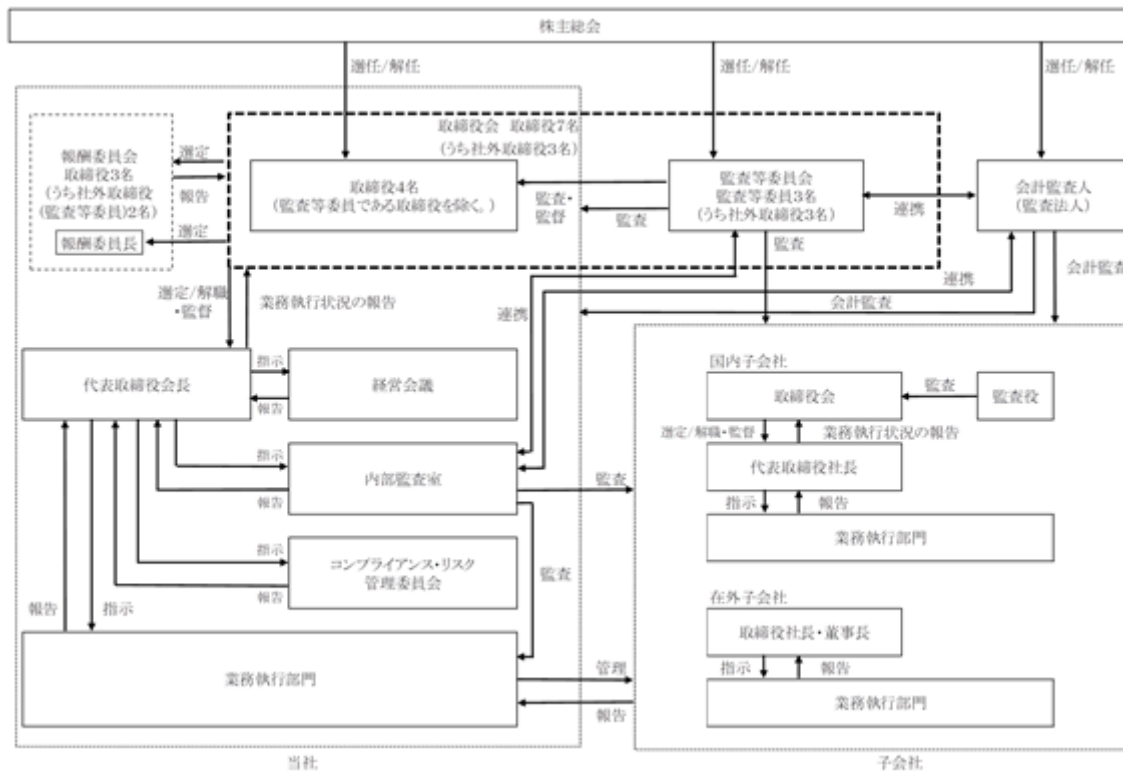 株主総会
選任/解任
選任/解任
選任/解任
取締役会 取締役7名
(うち社外取締役3名)
報酬委員会
取締役3名
(うち社外取締役
(監査等委員)2名)
報酬委員長
選定
報告
選定
取締役4名
(監査等委員である取締役を除く。)
監査・
監督
監査
監査等委員会
監査等委員3名
(うち社外取締役3名)
連携
会計監査人
(監査法人)
監査
会計監査
選定/解職
・監督
業務執行状況の報告
連携
連携
会計監査
代表取締役会長
指示
報告
経営会議
国内子会社
取締役会
監査
監査役
選定/解職・監督
業務執行状況の報告
指示
報告
内部監査室
監査
代表取締役社長
指示
報告
業務執行部門
指示
報告
コンプライアンス・リスク
管理委員会
監査
報告
指示
在外子会社
取締役社長・董事長
指示
報告
業務執行部門
業務執行部門
管理
報告
当社
子会社